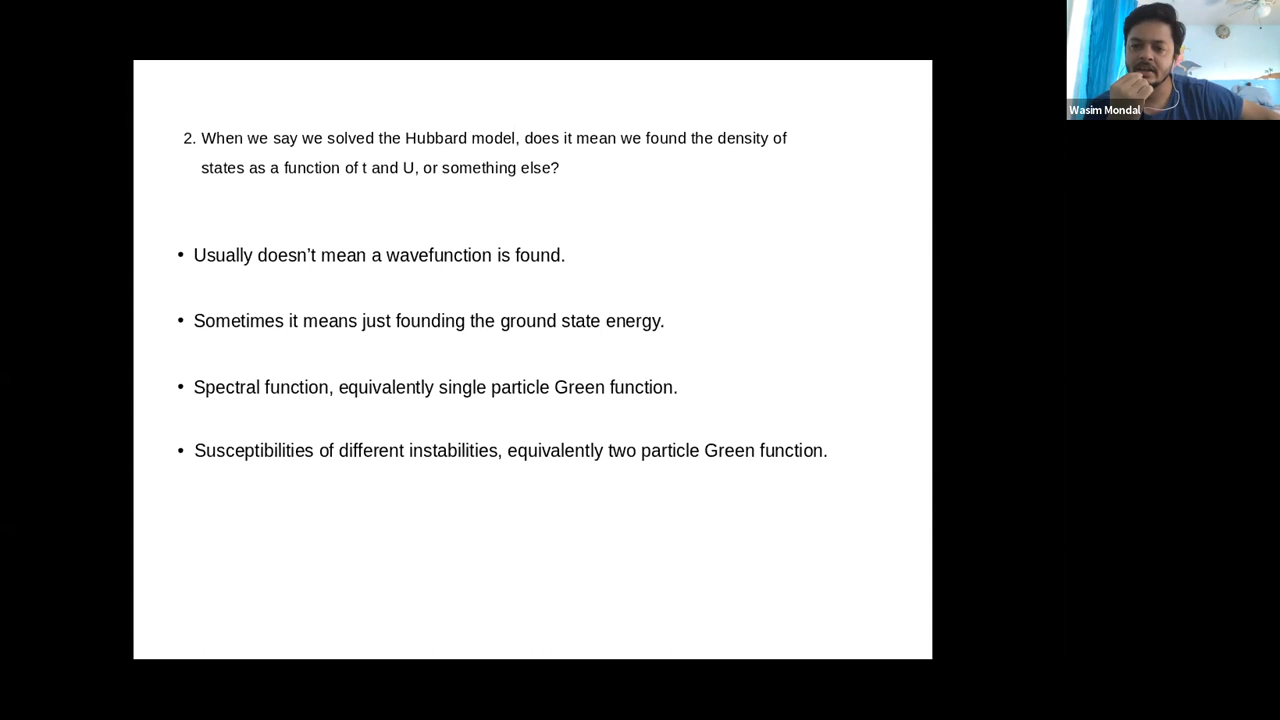 2. When we say we solved the Hubbard model, does it mean we found the density of
states as a function of t and U, or something else?
• Usually doesn't mean a wavefunction is found.
• Sometimes it means just founding the ground state energy.
• Spectral function, equivalently single particle Green function.
• Susceptibilities of different instabilities, equivalently two particle Green function.
Wasim Mondal